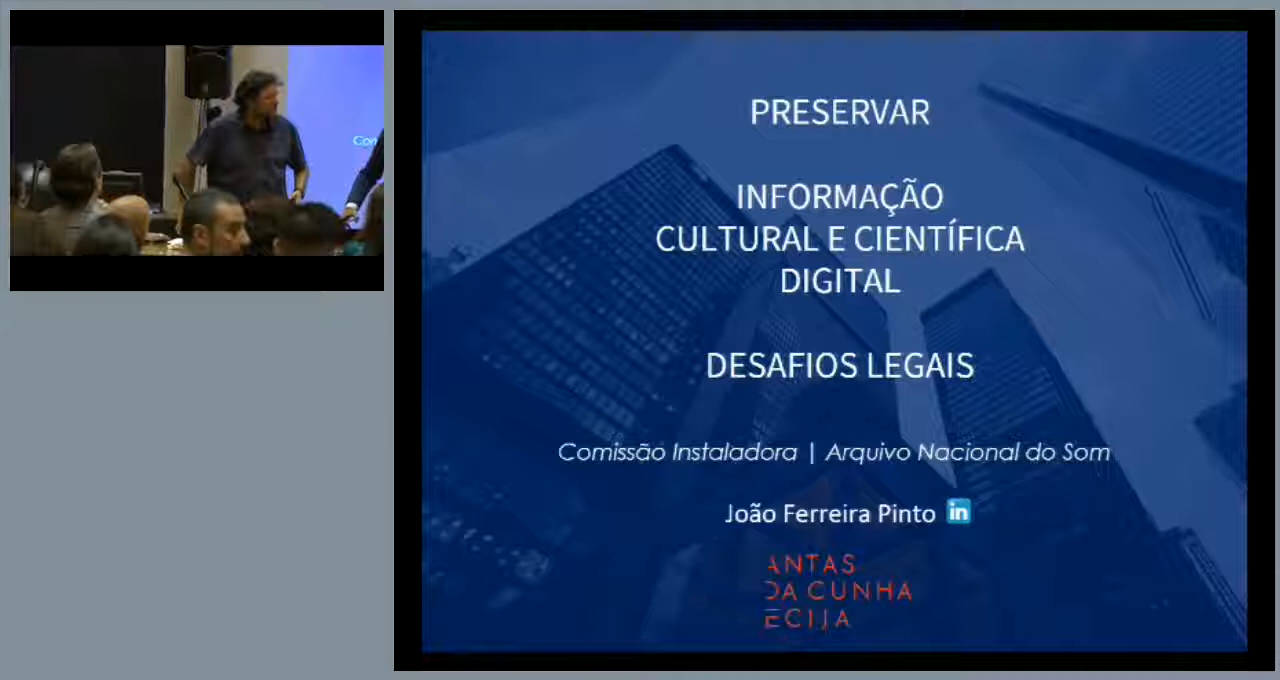 PRESERVAR
INFORMAÇÃO
CULTURAL E CIENTÍFICA
DIGITAL
DESAFIOS LEGAIS
Comissão Instaladora | Arquivo Nacional do Som
João Ferreira Pinto in
ANTAS
DA CUNHA
ECIJA
Com